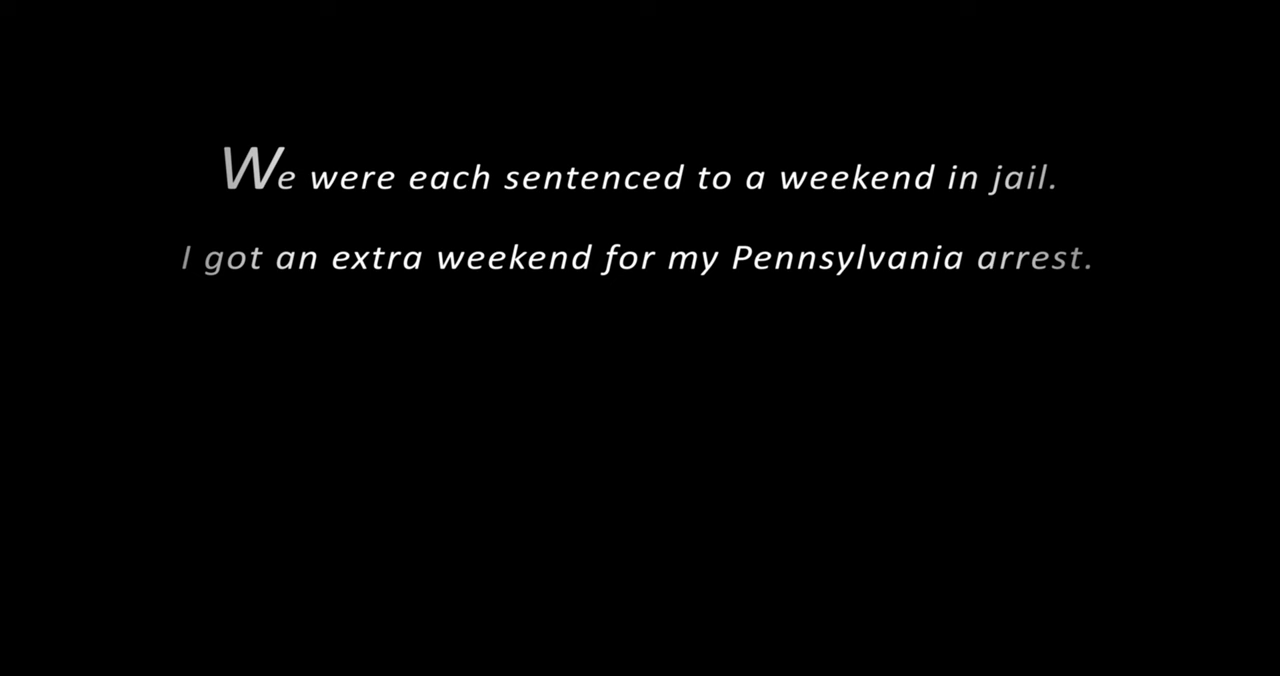 We were each sentenced to a weekend in jail.
I got an extra weekend for my Pennsylvania arrest.